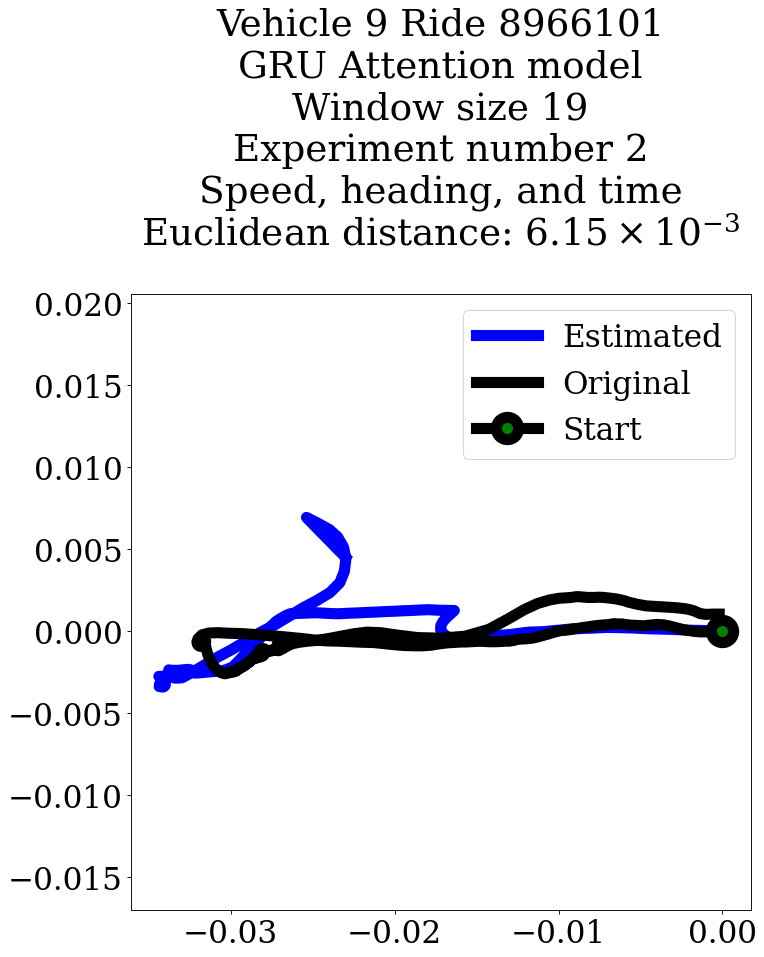 Vehicle 9 Ride 8966101
GRU Attention model
Window size 19
Experiment number 2
Speed, heading, and time
Euclidean distance: 6.15 × 10⁻³
0.020
0.015
0.010
0.005
0.000
−0.005
−0.010
−0.015
Estimated
Original
Start
−0.03
−0.02
−0.01
0.00